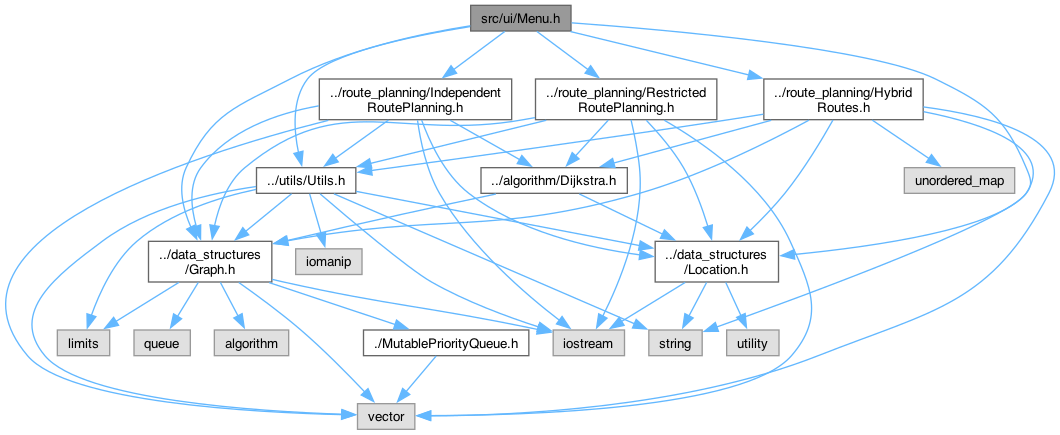 src/ui/Menu.h
../route_planning/Independent
RoutePlanning.h
../route_planning/Restricted
RoutePlanning.h
../route_planning/Hybrid
Routes.h
../utils/Utils.h
../algorithm/Dijkstra.h
unordered_map
../data_structures
/Graph.h
iomanip
../data_structures
/Location.h
limits
queue
algorithm
./MutablePriorityQueue.h
iostream
string
utility
vector